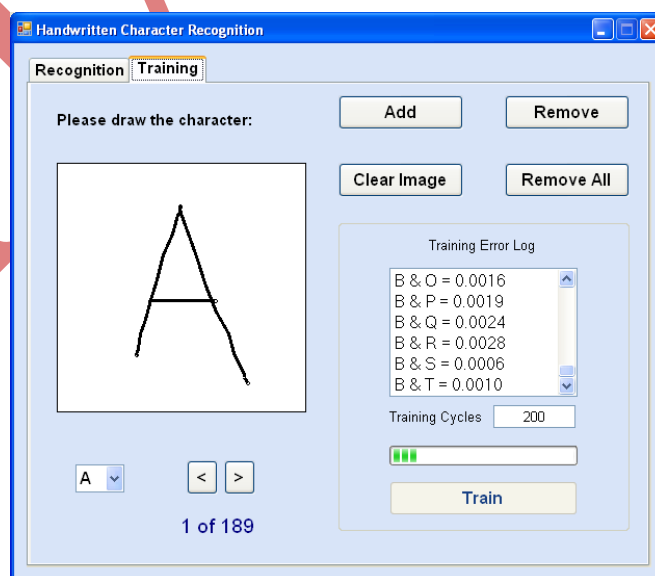 Handwritten Character Recognition
Recognition Training
Please draw the character:
Add Remove
Clear Image Remove All
A
Training Error Log
B & O = 0.0016
B & P = 0.0019
B & Q = 0.0024
B & R = 0.0028
B & S = 0.0006
B & T = 0.0010
Training Cycles 200
A < >
Train
1 of 189